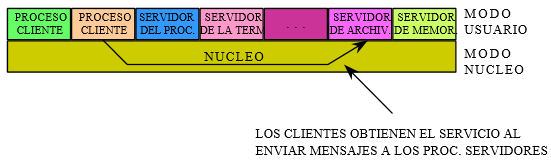 PROCESO
CLIENTE
PROCESO
CLIENTE
SERVIDOR
DEL PROC.
SERVIDOR
DE LA TERM
. . .
SERVIDOR
DE ARCHIV.
SERVIDOR
DE MEMOR.
MODO
USUARIO
NUCLEO
MODO
NUCLEO
LOS CLIENTES OBTIENEN EL SERVICIO AL
ENVIAR MENSAJES A LOS PROC. SERVIDORES